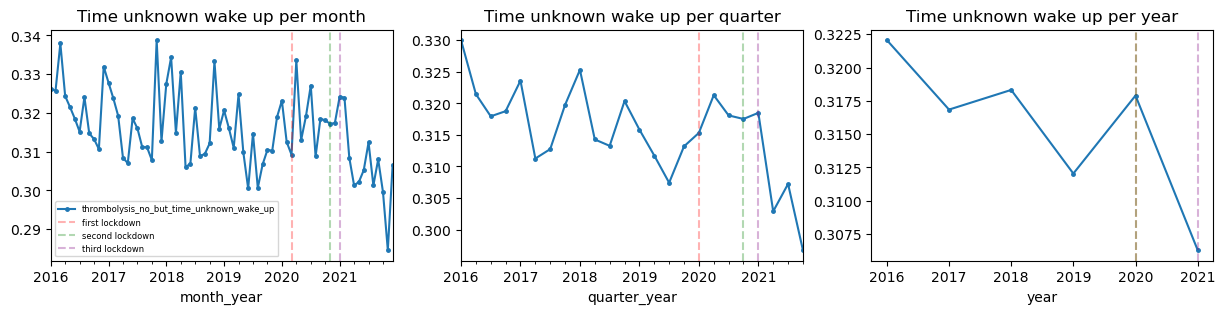 Time unknown wake up per month
0.34
0.33
0.32
0.31
0.30
0.29
thrombolysis_no_but_time_unknown_wake_up
first lockdown
second lockdown
third lockdown
2016 2017 2018 2019 2020 2021
month_year
Time unknown wake up per quarter
0.330
0.325
0.320
0.315
0.310
0.305
0.300
2016 2017 2018 2019 2020 2021
quarter_year
Time unknown wake up per year
0.3225
0.3200
0.3175
0.3150
0.3125
0.3100
0.3075
2016 2017 2018 2019 2020 2021
year